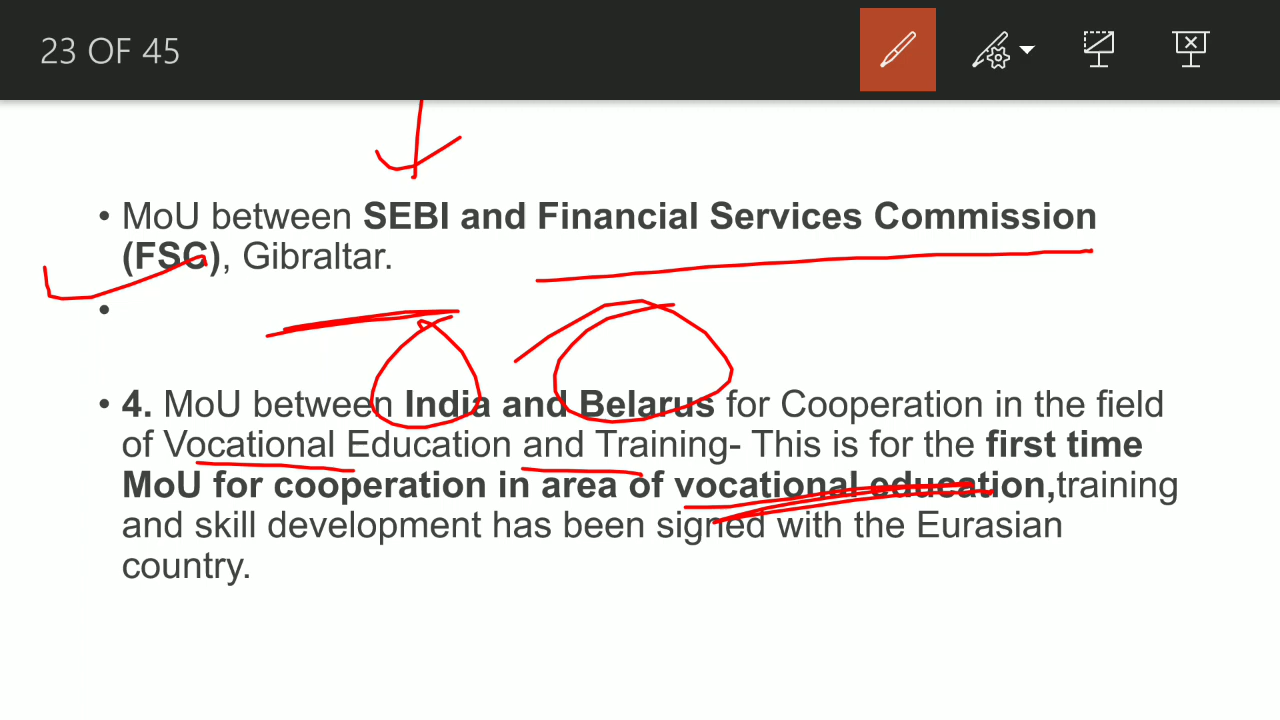 23 OF 45
• MoU between SEBI and Financial Services Commission
(FSC), Gibraltar.
•
• 4. MoU between India and Belarus for Cooperation in the field
of Vocational Education and Training- This is for the first time
MoU for cooperation in area of vocational education,training
and skill development has been signed with the Eurasian
country.